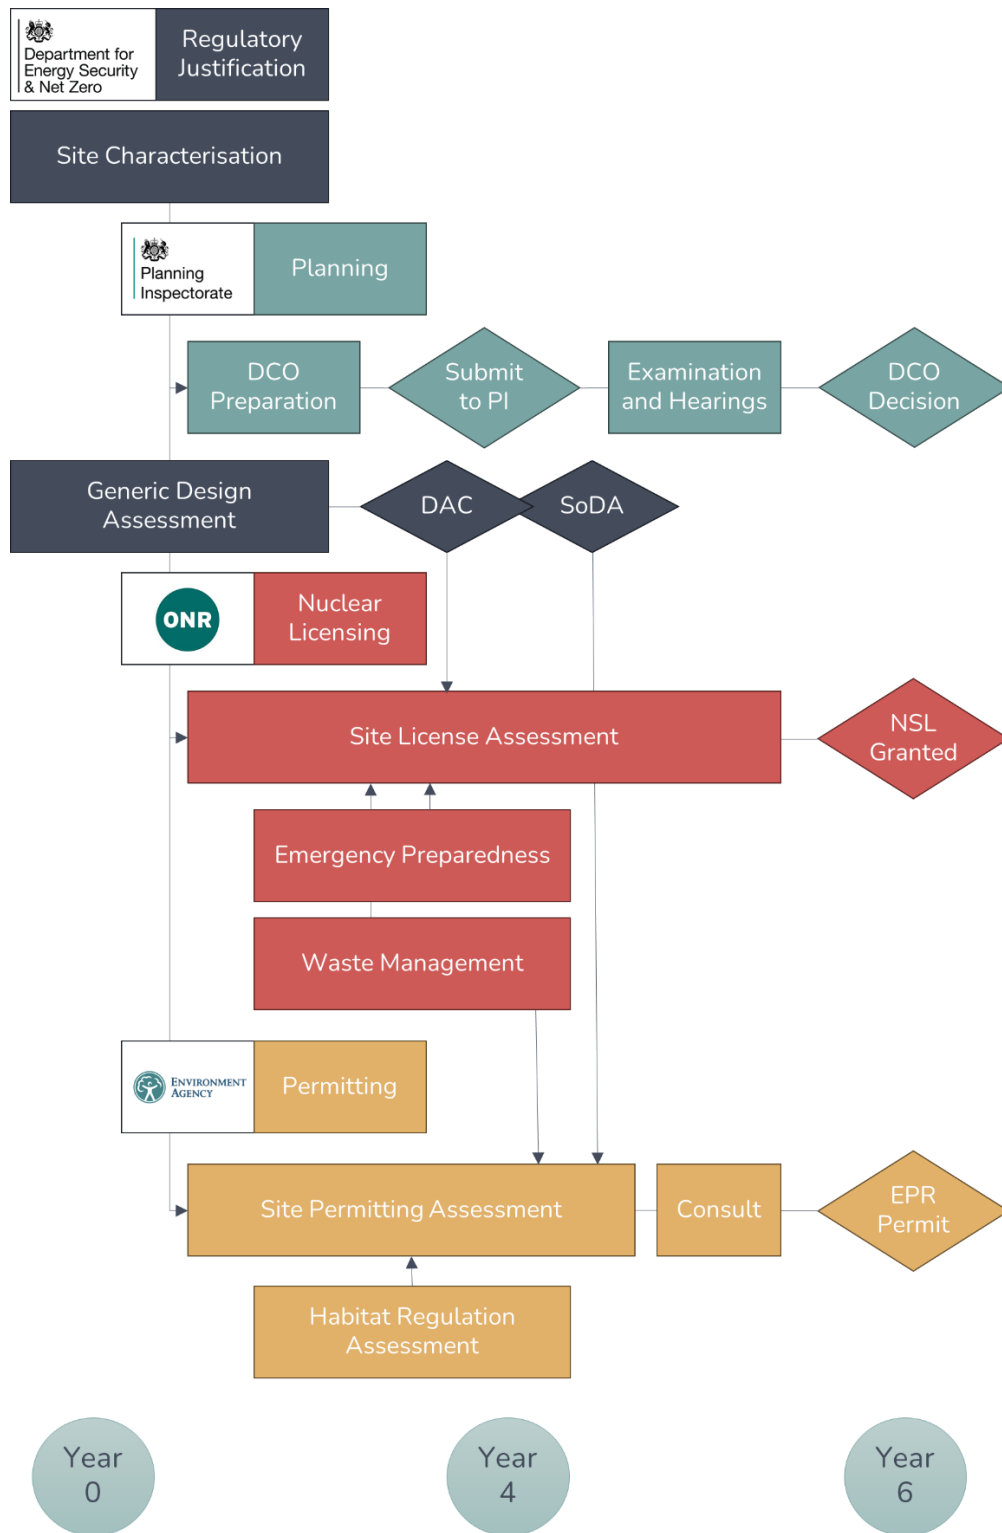 Department for
Energy Security
& Net Zero
Regulatory
Justification
Site Characterisation
Planning
Inspectorate
Planning
DCO
Preparation
Submit
to PI
Examination
and Hearings
DCO
Decision
Generic Design
Assessment
DAC
SoDA
ONR
Nuclear
Licensing
Site License Assessment
NSL
Granted
Emergency Preparedness
Waste Management
ENVIRONMENT
AGENCY
Permitting
Site Permitting Assessment
Consult
EPR
Permit
Habitat Regulation
Assessment
Year
0
Year
4
Year
6